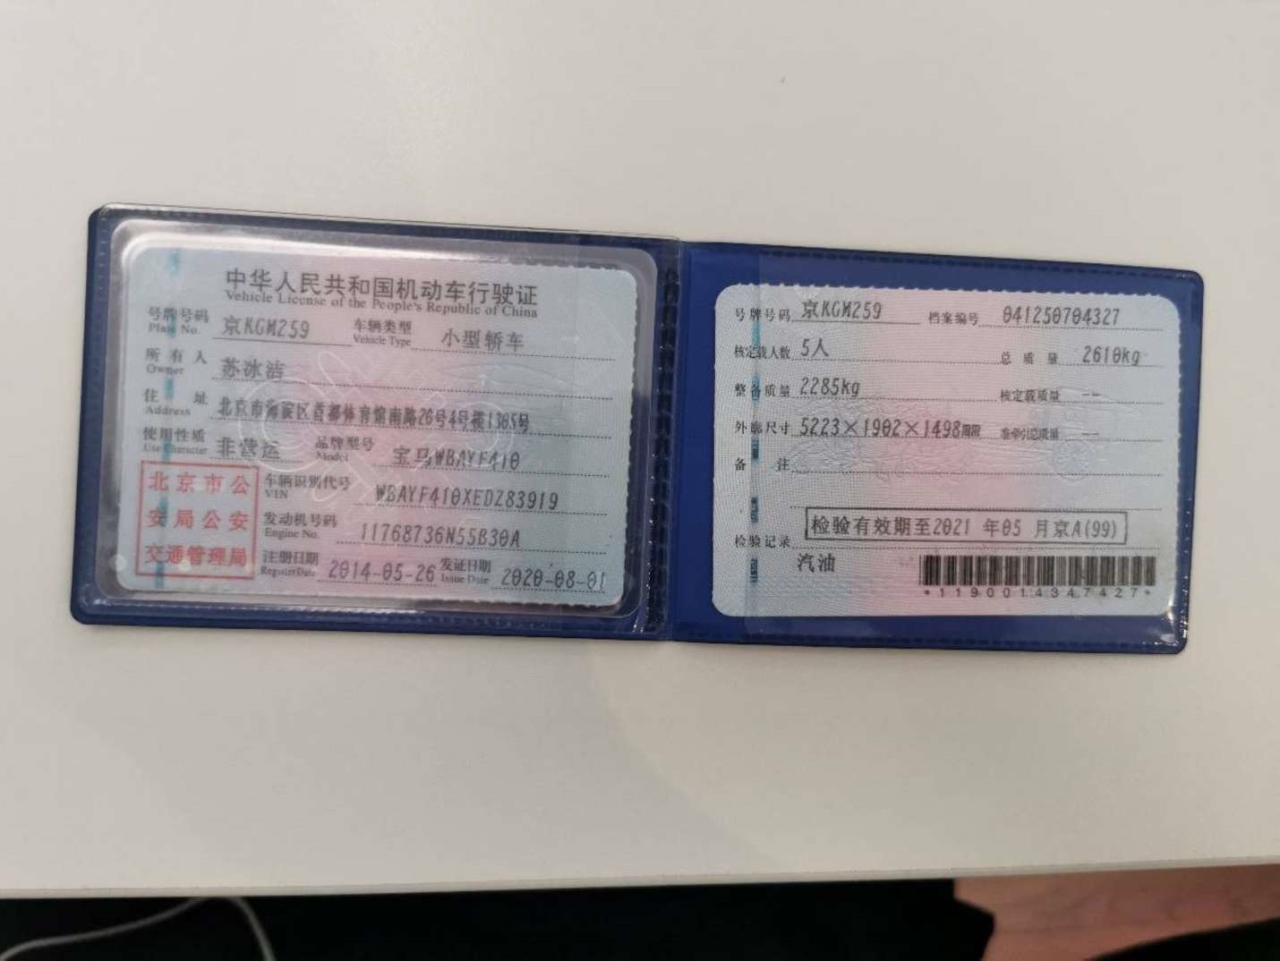 中华人民共和国机动车行驶证
Vehicle License of the People's Republic of China
号牌号码 京KGM259 车辆类型 小型轿车
Plate No. Vehicle Type
所有人 苏冰洁
Owner
住址 北京市海淀区首都体育馆南路26号4号楼1305号
Address
使用性质 非营运 品牌型号 宝马WBAYF410
Use Character Model
北京市公
安局公安
交通管理局
车辆识别代号 WBAYF410XEDZ83919
VIN
发动机号码 11768736N55B30A
Engine No.
注册日期 2014-05-26 发证日期 2020-08-01
Register Date Issue Date
号牌号码 京KGM259 档案编号 041250704327
核定载人数 5人 总质量 2610kg
整备质量 2285kg 核定载质量 --
外廓尺寸 5223×1902×1498mm 准牵引总质量 --
备注
检验有效期至2021 年05 月京A(99)
检验记录
汽油
*1190014347427*